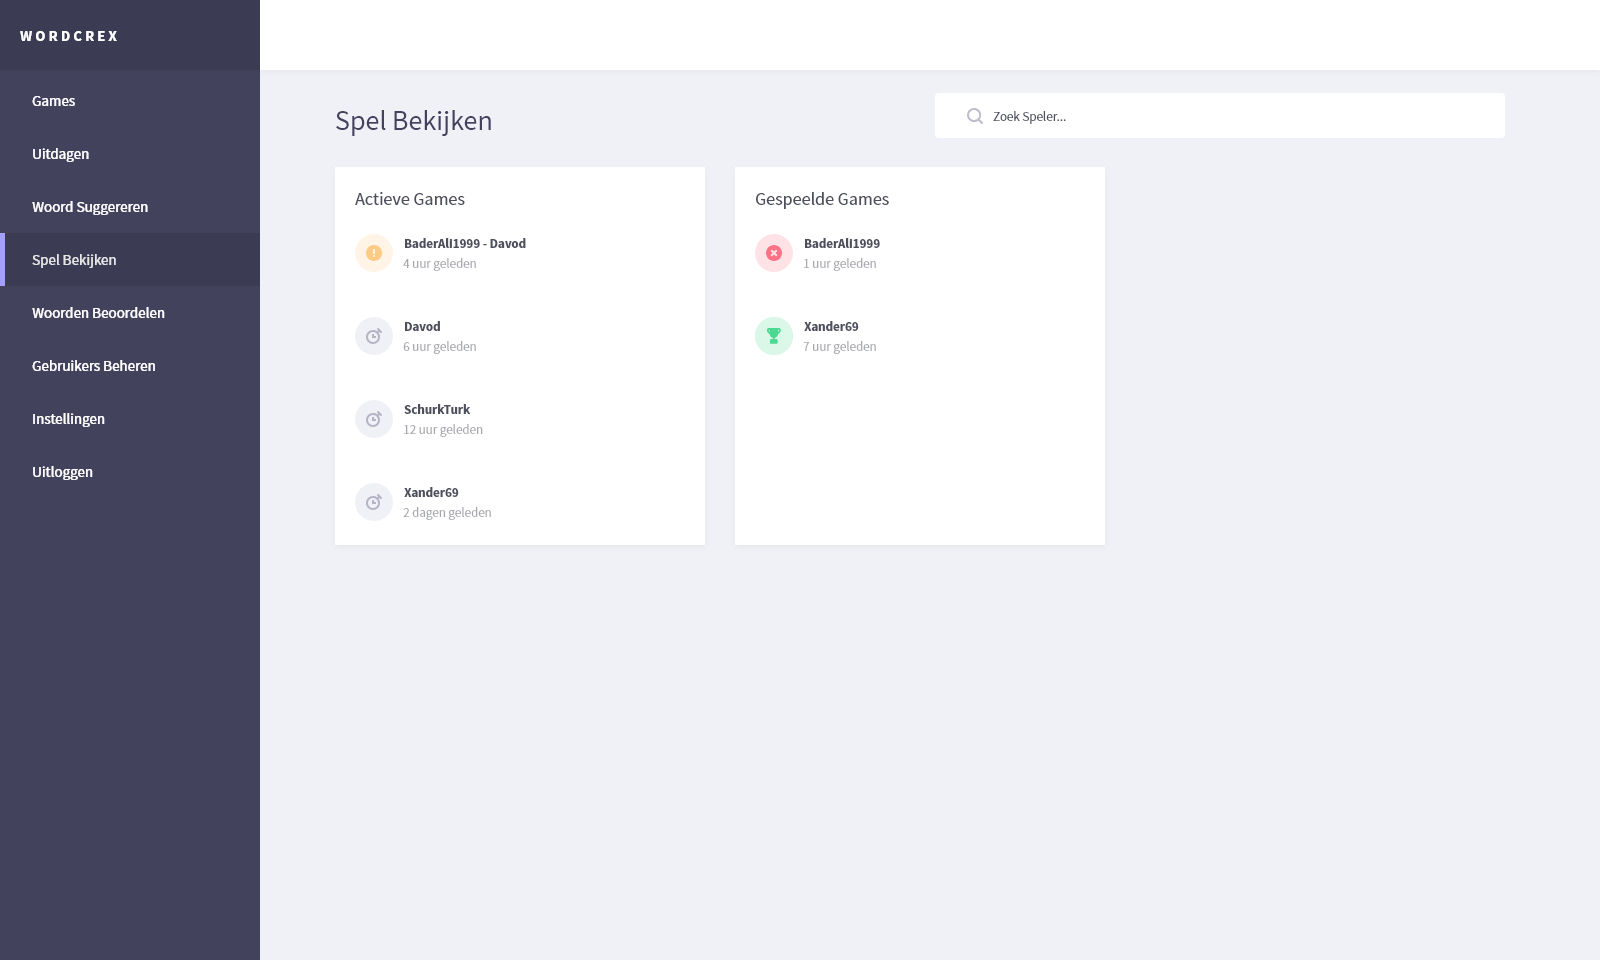 WORDCREX
Games
Uitdagen
Woord Suggereren
Spel Bekijken
Woorden Beoordelen
Gebruikers Beheren
Instellingen
Uitloggen
Spel Bekijken
Zoek Speler...
Actieve Games
BaderAli1999 - Davod
4 uur geleden
Davod
6 uur geleden
SchurkTurk
12 uur geleden
Xander69
2 dagen geleden
Gespeelde Games
BaderAli1999
1 uur geleden
Xander69
7 uur geleden